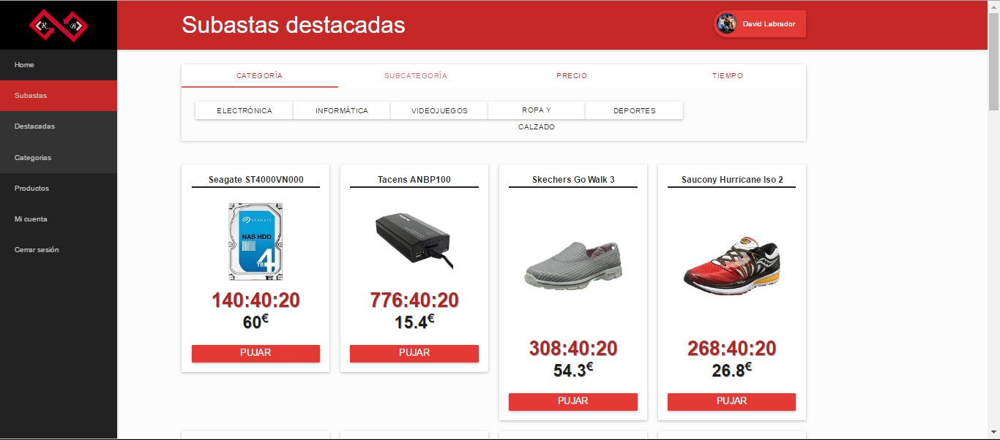 R B
Subastas destacadas
David Labrador
Home
Subastas
Destacadas
Categorias
Productos
Mi cuenta
Cerrar sesión
CATEGORÍA SUBCATEGORÍA PRECIO TIEMPO
ELECTRÓNICA INFORMÁTICA VIDEOJUEGOS ROPA Y DEPORTES
CALZADO
Seagate ST4000VN000
SEAGATE
NAS HDD
4
TB
140:40:20
60€
PUJAR
Tacens ANBP100
776:40:20
15.4€
PUJAR
Skechers Go Walk 3
308:40:20
54.3€
PUJAR
Saucony Hurricane Iso 2
268:40:20
26.8€
PUJAR